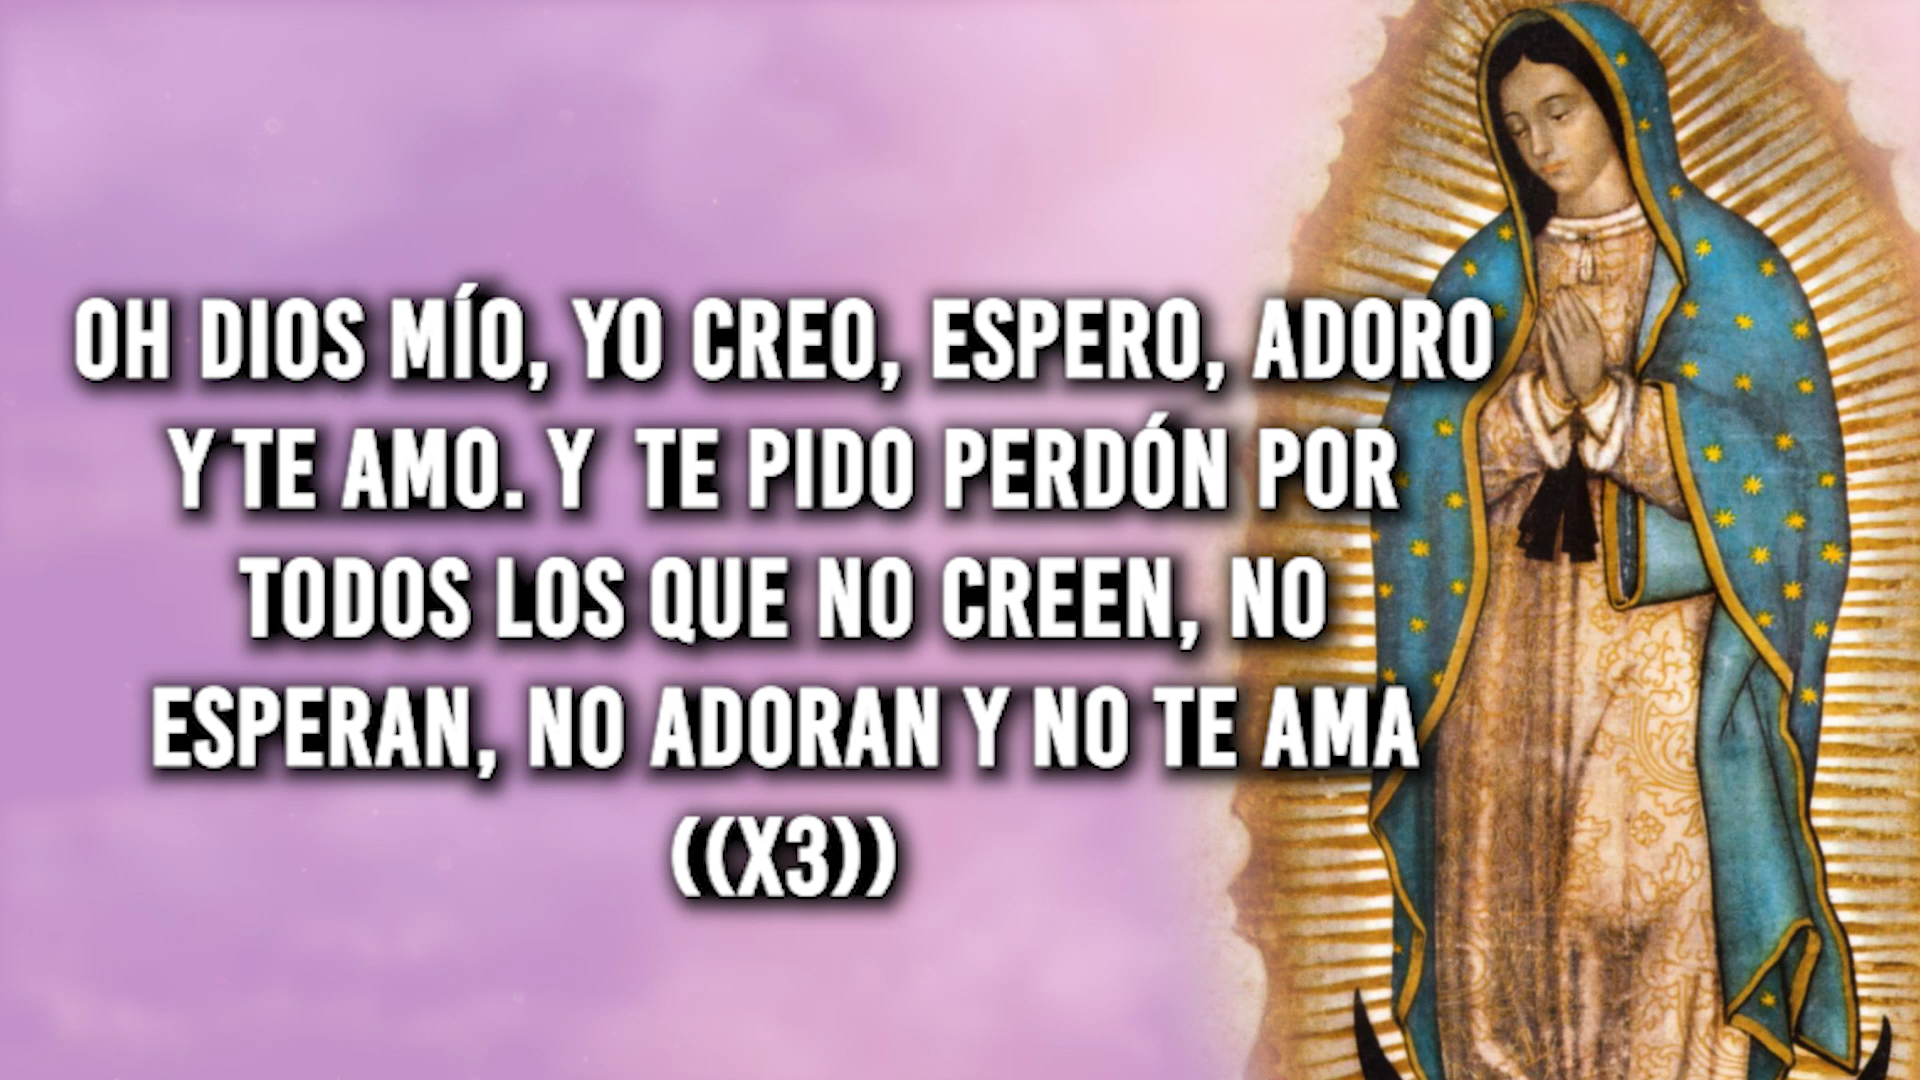 OH DIOS MÍO, YO CREO, ESPERO, ADORO
Y TE AMO. Y TE PIDO PERDÓN POR
TODOS LOS QUE NO CREEN, NO
ESPERAN, NO ADORAN Y NO TE AMA
((X3))